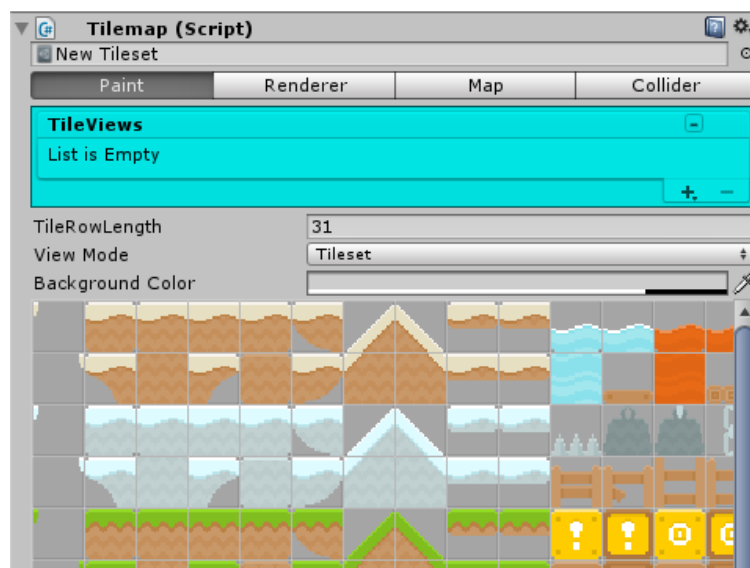 Tilemap (Script)
New Tileset
Paint Renderer Map Collider
TileViews
List is Empty
TileRowLength 31
View Mode Tileset
Background Color